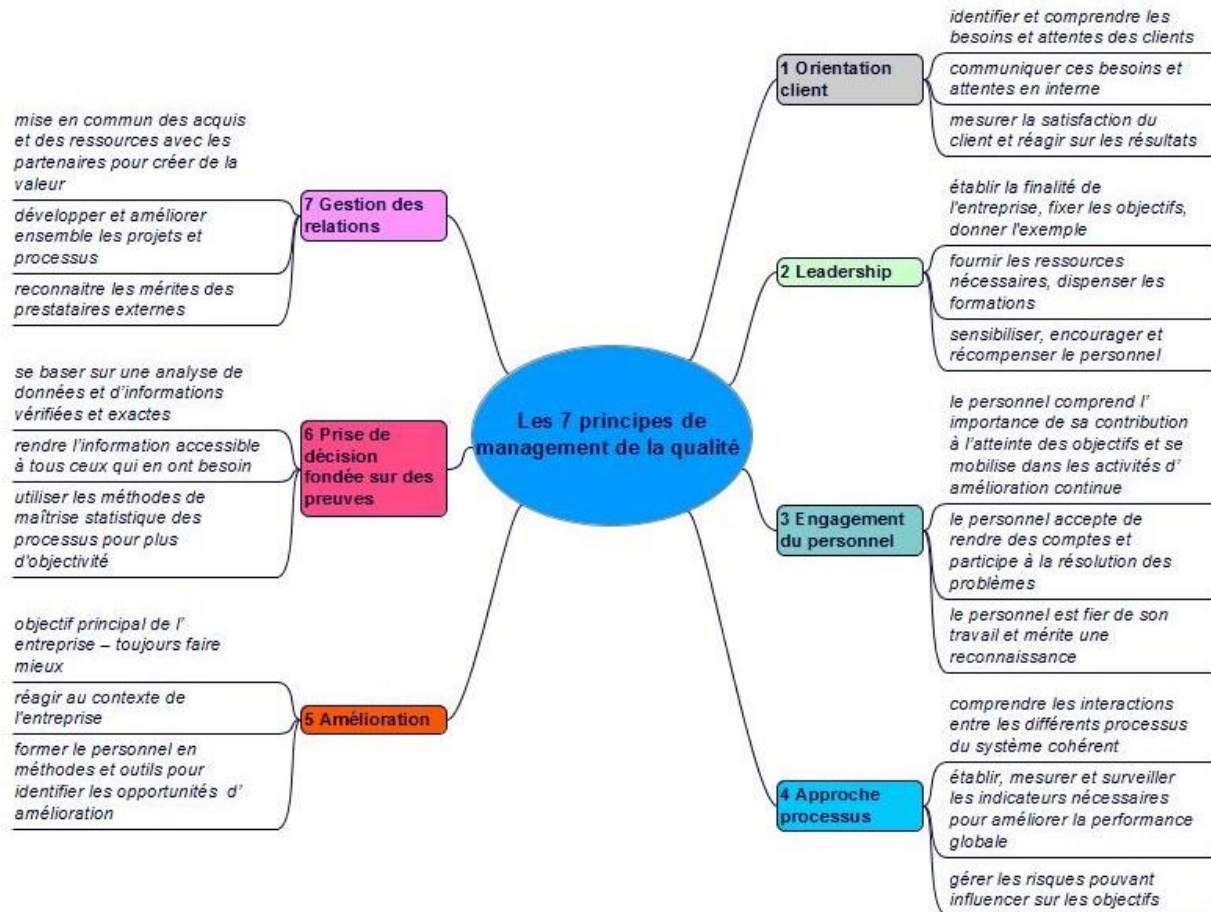 Les 7 principes de
management de la qualité
1 Orientation
client
identifier et comprendre les
besoins et attentes des clients
communiquer ces besoins et
attentes en interne
mesurer la satisfaction du
client et réagir sur les résultats
2 Leadership
établir la finalité de
l'entreprise, fixer les objectifs,
donner l'exemple
fournir les ressources
nécessaires, dispenser les
formations
sensibiliser, encourager et
récompenser le personnel
3 Engagement
du personnel
le personnel comprend l’
importance de sa contribution
à l’atteinte des objectifs et se
mobilise dans les activités d’
amélioration continue
le personnel accepte de
rendre des comptes et
participe à la résolution des
problèmes
le personnel est fier de son
travail et mérite une
reconnaissance
4 Approche
processus
comprendre les interactions
entre les différents processus
du système cohérent
établir, mesurer et surveiller
les indicateurs nécessaires
pour améliorer la performance
globale
gérer les risques pouvant
influencer sur les objectifs
5 Amélioration
objectif principal de l’
entreprise – toujours faire
mieux
réagir au contexte de
l'entreprise
former le personnel en
méthodes et outils pour
identifier les opportunités d’
amélioration
6 Prise de
décision
fondée sur des
preuves
se baser sur une analyse de
données et d’informations
vérifiées et exactes
rendre l’information accessible
à tous ceux qui en ont besoin
utiliser les méthodes de
maîtrise statistique des
processus pour plus
d'objectivité
7 Gestion des
relations
mise en commun des acquis
et des ressources avec les
partenaires pour créer de la
valeur
développer et améliorer
ensemble les projets et
processus
reconnaitre les mérites des
prestataires externes